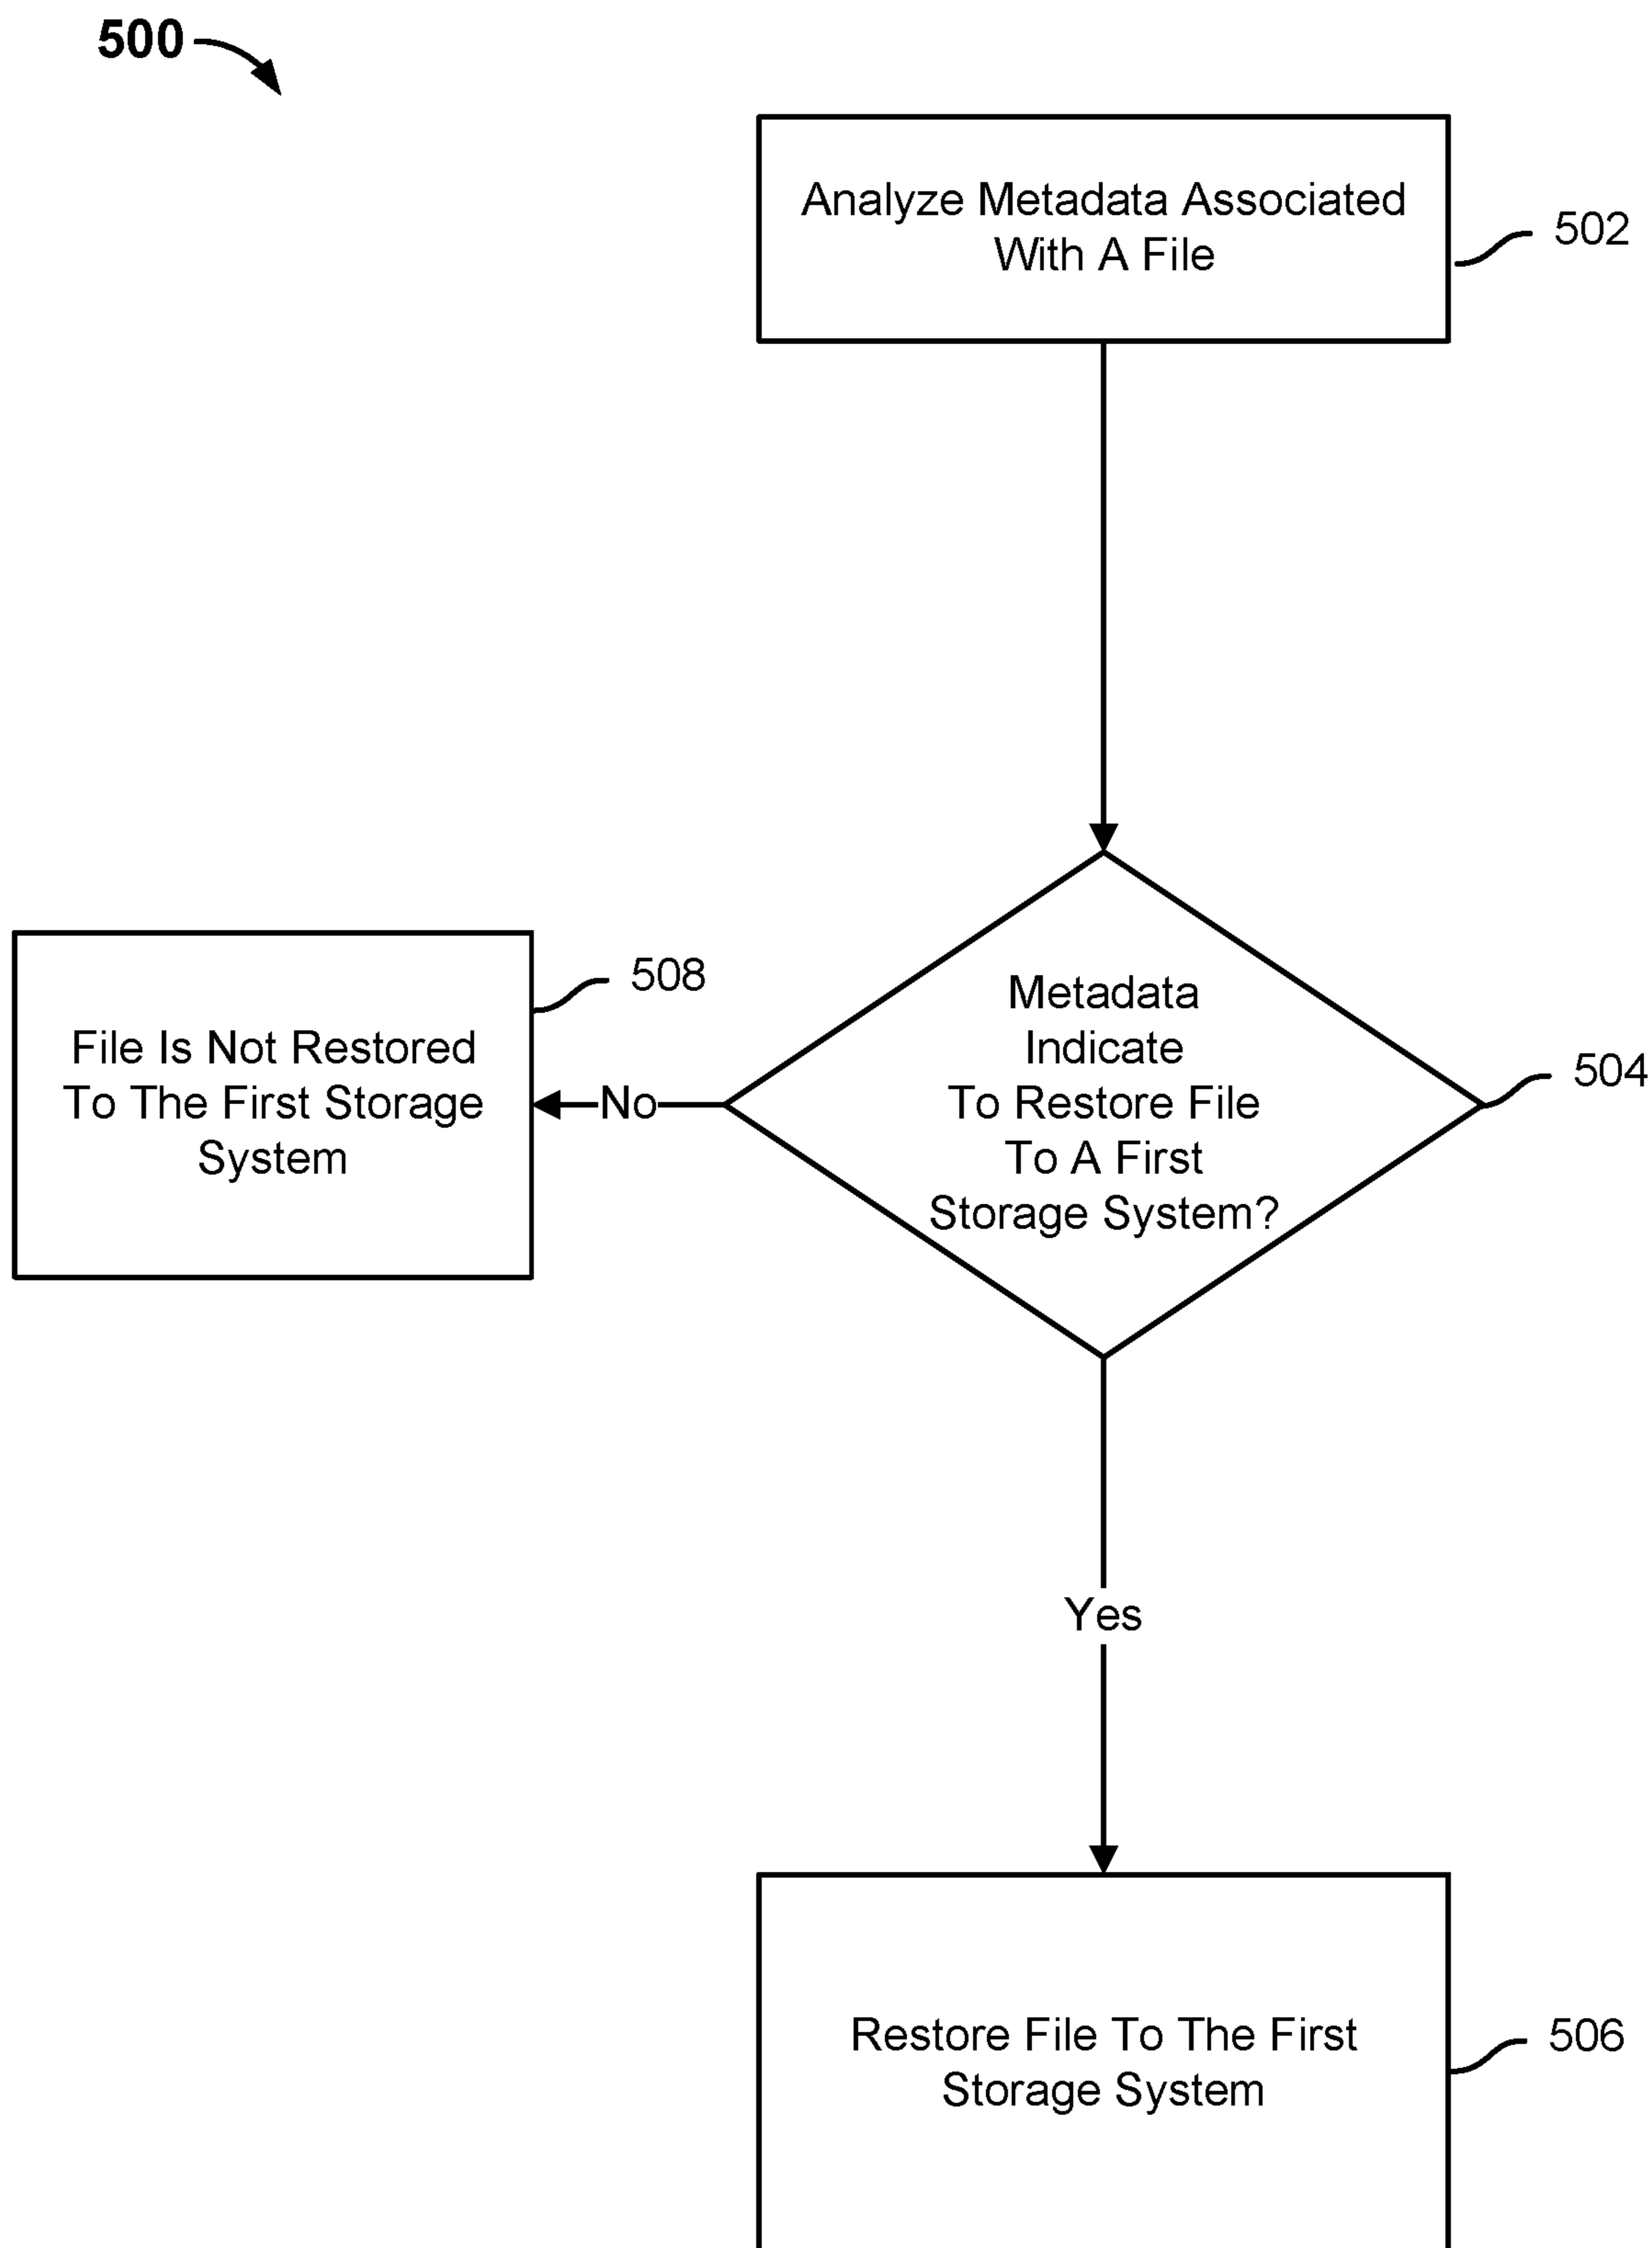 500
Analyze Metadata Associated
With A File
502
Metadata
Indicate
To Restore File
To A First
Storage System?
504
No
File Is Not Restored
To The First Storage
System
508
Yes
Restore File To The First
Storage System
506